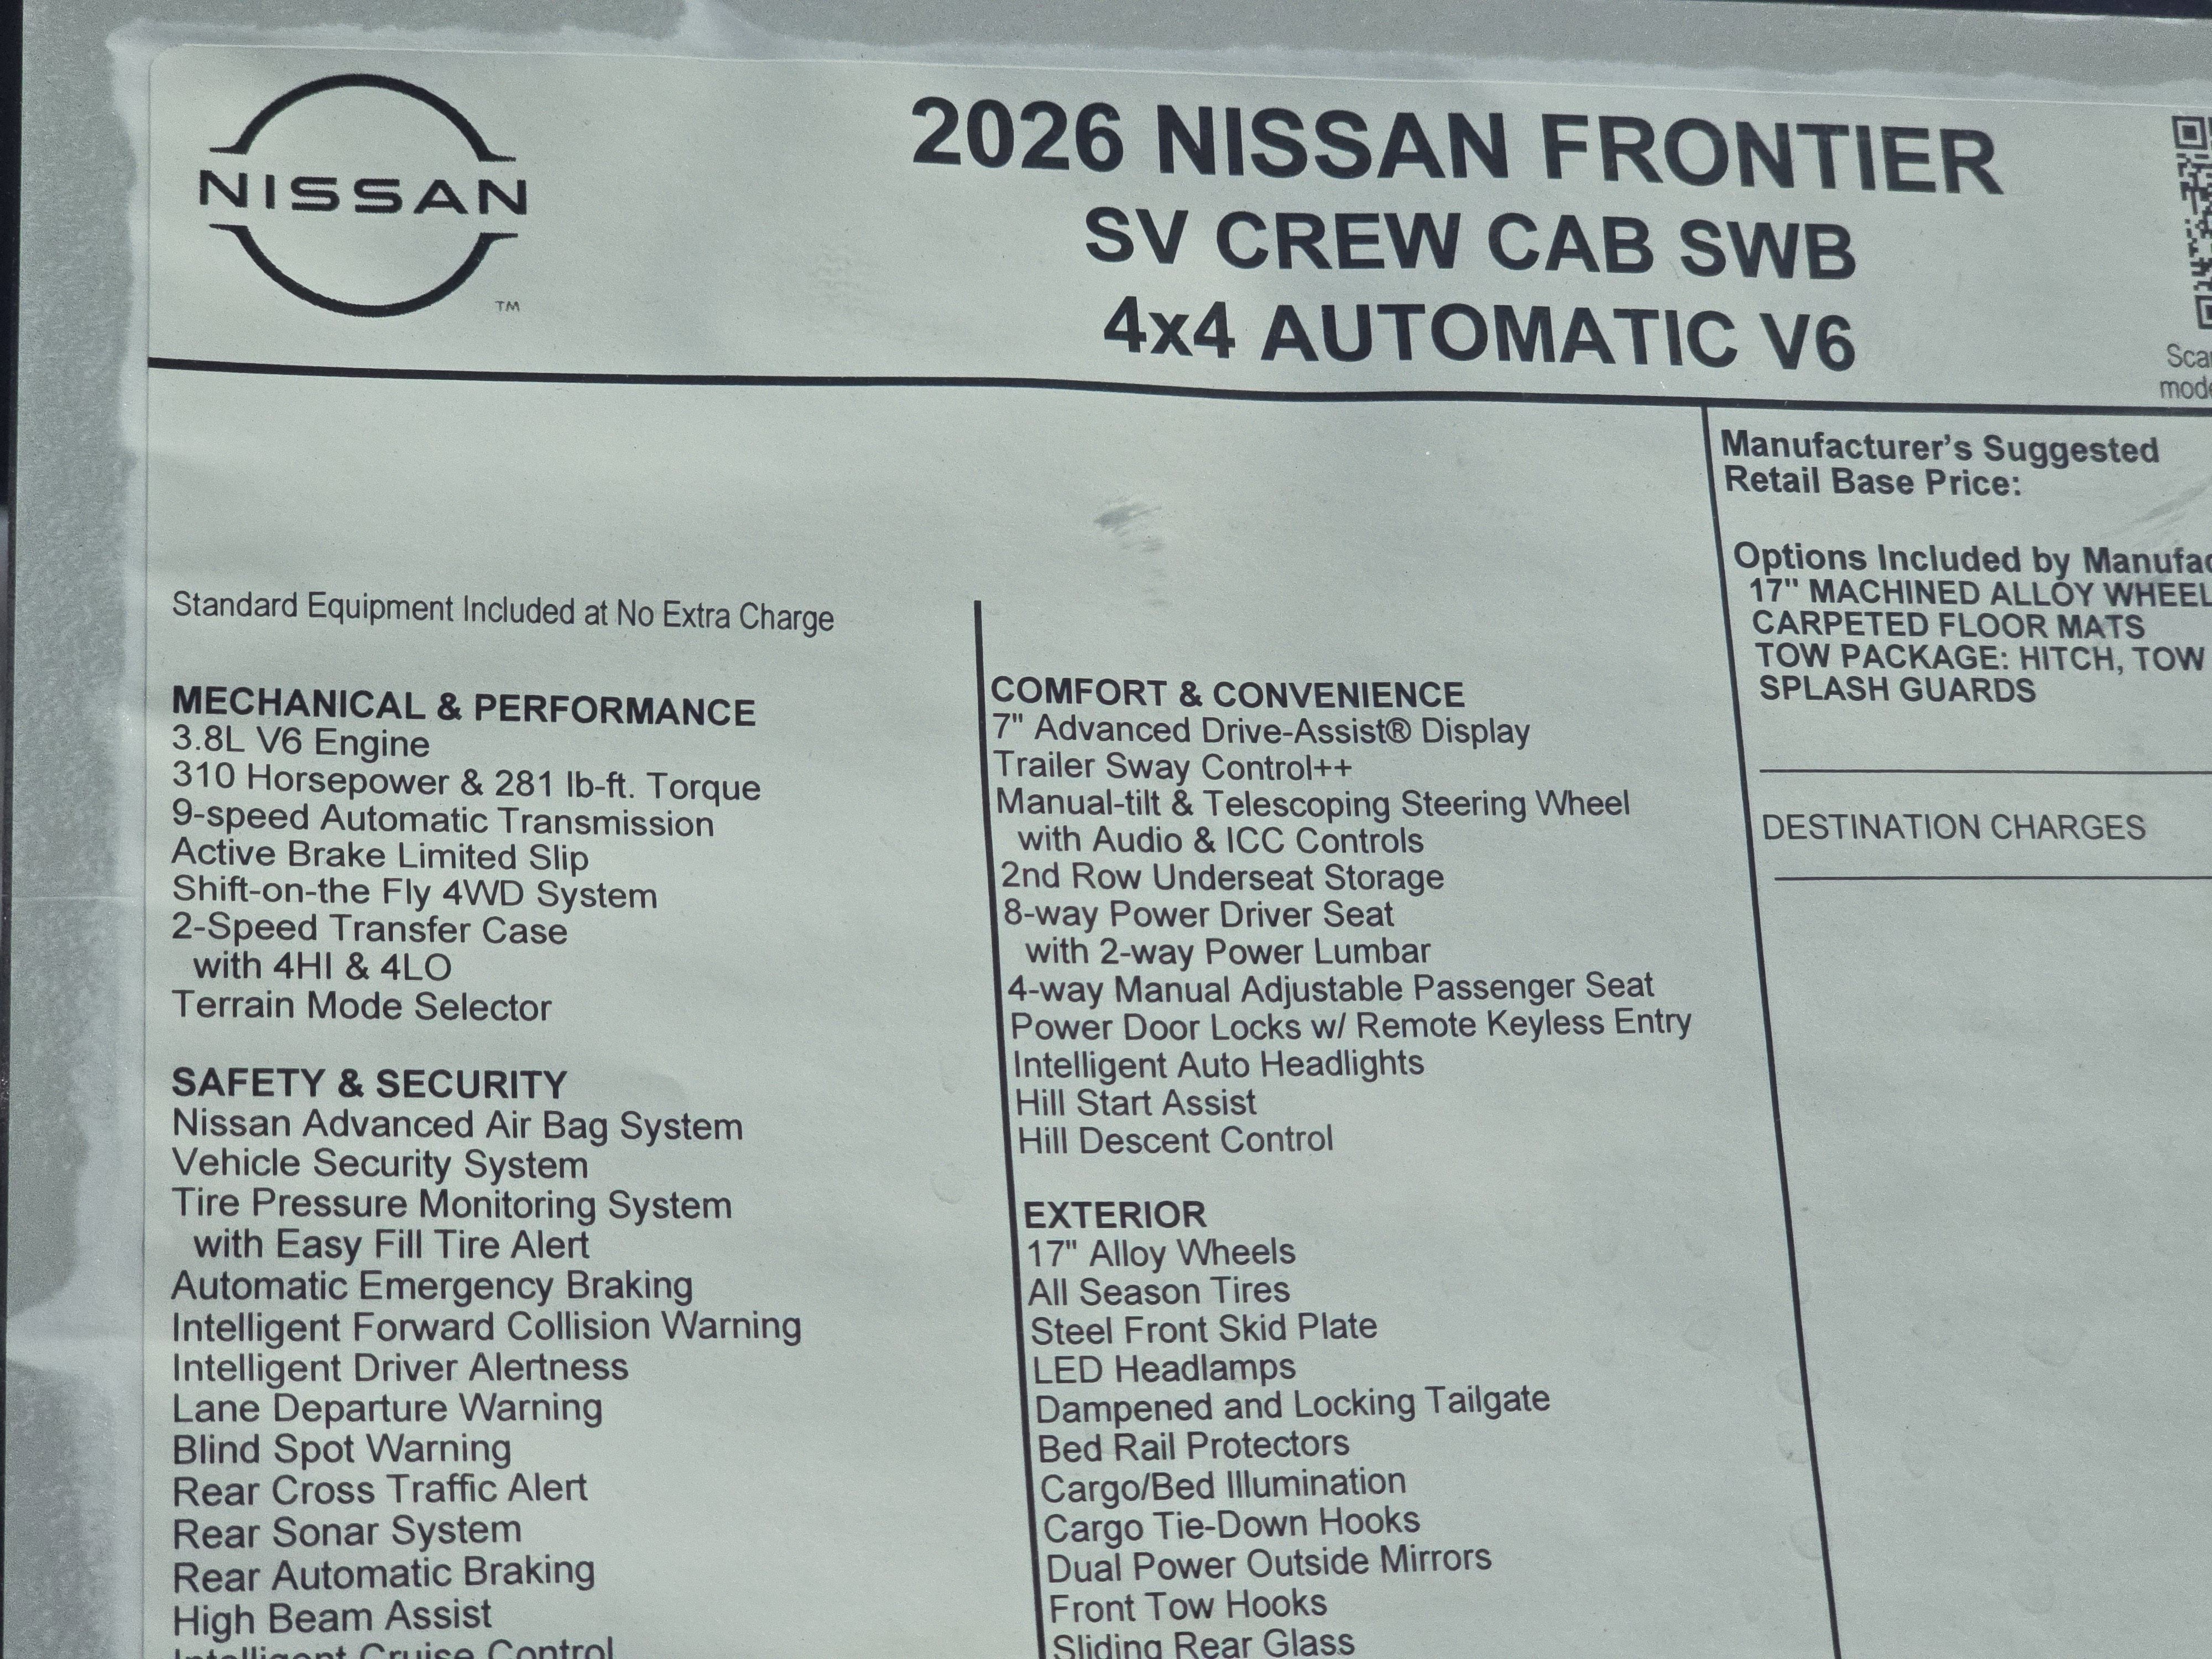 NISSAN
TM
2026 NISSAN FRONTIER
SV CREW CAB SWB
4x4 AUTOMATIC V6
Standard Equipment Included at No Extra Charge
MECHANICAL & PERFORMANCE
3.8L V6 Engine
310 Horsepower & 281 lb-ft. Torque
9-speed Automatic Transmission
Active Brake Limited Slip
Shift-on-the Fly 4WD System
2-Speed Transfer Case
with 4HI & 4LO
Terrain Mode Selector
SAFETY & SECURITY
Nissan Advanced Air Bag System
Vehicle Security System
Tire Pressure Monitoring System
with Easy Fill Tire Alert
Automatic Emergency Braking
Intelligent Forward Collision Warning
Intelligent Driver Alertness
Lane Departure Warning
Blind Spot Warning
Rear Cross Traffic Alert
Rear Sonar System
Rear Automatic Braking
High Beam Assist
Intelligent Cruise Control
COMFORT & CONVENIENCE
7" Advanced Drive-Assist® Display
Trailer Sway Control++
Manual-tilt & Telescoping Steering Wheel
with Audio & ICC Controls
2nd Row Underseat Storage
8-way Power Driver Seat
with 2-way Power Lumbar
4-way Manual Adjustable Passenger Seat
Power Door Locks w/ Remote Keyless Entry
Intelligent Auto Headlights
Hill Start Assist
Hill Descent Control
EXTERIOR
17" Alloy Wheels
All Season Tires
Steel Front Skid Plate
LED Headlamps
Dampened and Locking Tailgate
Bed Rail Protectors
Cargo/Bed Illumination
Cargo Tie-Down Hooks
Dual Power Outside Mirrors
Front Tow Hooks
Sliding Rear Glass
Manufacturer's Suggested
Retail Base Price:
Options Included by
17" MACHINED ALLOY
CARPETED FLOOR MATS
TOW PACKAGE: HITCH, TOW
SPLASH GUARDS
DESTINATION CHARGES